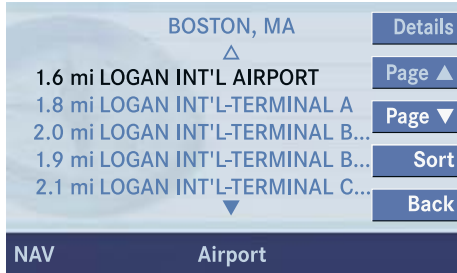 BOSTON, MA
Details
1.6 mi LOGAN INT'L AIRPORT
Page ▲
1.8 mi LOGAN INT'L-TERMINAL A
Page ▼
2.0 mi LOGAN INT'L-TERMINAL B...
1.9 mi LOGAN INT'L-TERMINAL B...
Sort
2.1 mi LOGAN INT'L-TERMINAL C...
Back
NAV Airport